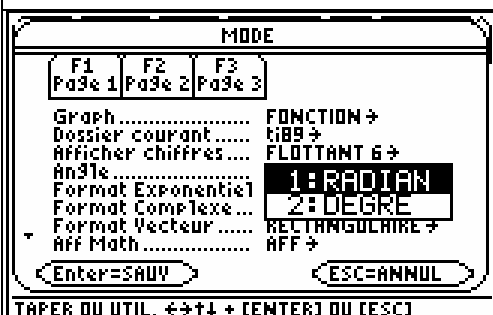 MODE
F1 F2 F3
Page 1 Page 2 Page 3
Graph.................. FONCTION→
Dossier courant...... ti89→
Afficher chiffres.... FLOTTANT 6→
Angle..................
1:RADIAN
Format Exponentiel
2:DEGRE
Format Complexe...
Format Vecteur...... RECTANGULAIRE→
Aff Math............... AFF→
Enter=SAUV ESC=ANNUL
TAPER OU UTIL. ←→↑↓ + [ENTER] OU [ESC]